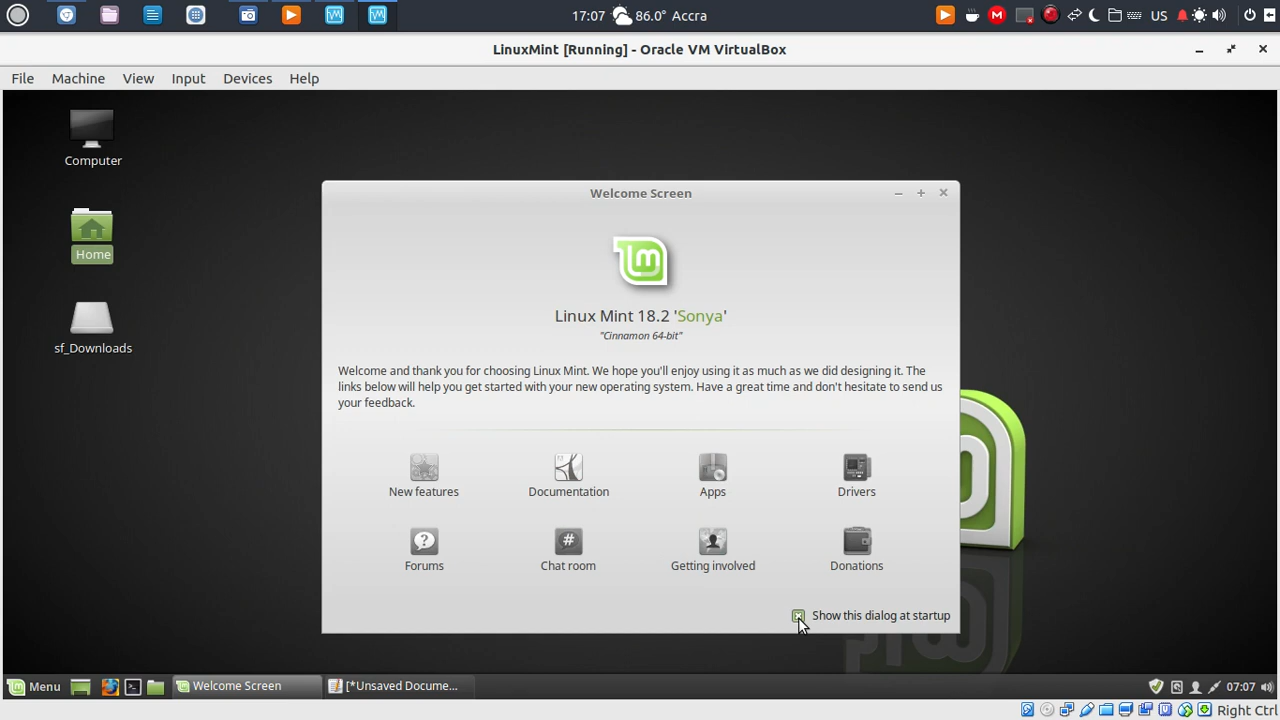 17:07 86.0° Accra
US
LinuxMint [Running] - Oracle VM VirtualBox
File Machine View Input Devices Help
Computer
Home
sf_Downloads
Welcome Screen
Linux Mint 18.2 'Sonya'
"Cinnamon 64-bit"
Welcome and thank you for choosing Linux Mint. We hope you'll enjoy using it as much as we did designing it. The
links below will help you get started with your new operating system. Have a great time and don't hesitate to send us
your feedback.
New features Documentation Apps Drivers
Forums Chat room Getting involved Donations
Show this dialog at startup
Menu Welcome Screen [*Unsaved Docume... 07:07
Right Ctrl